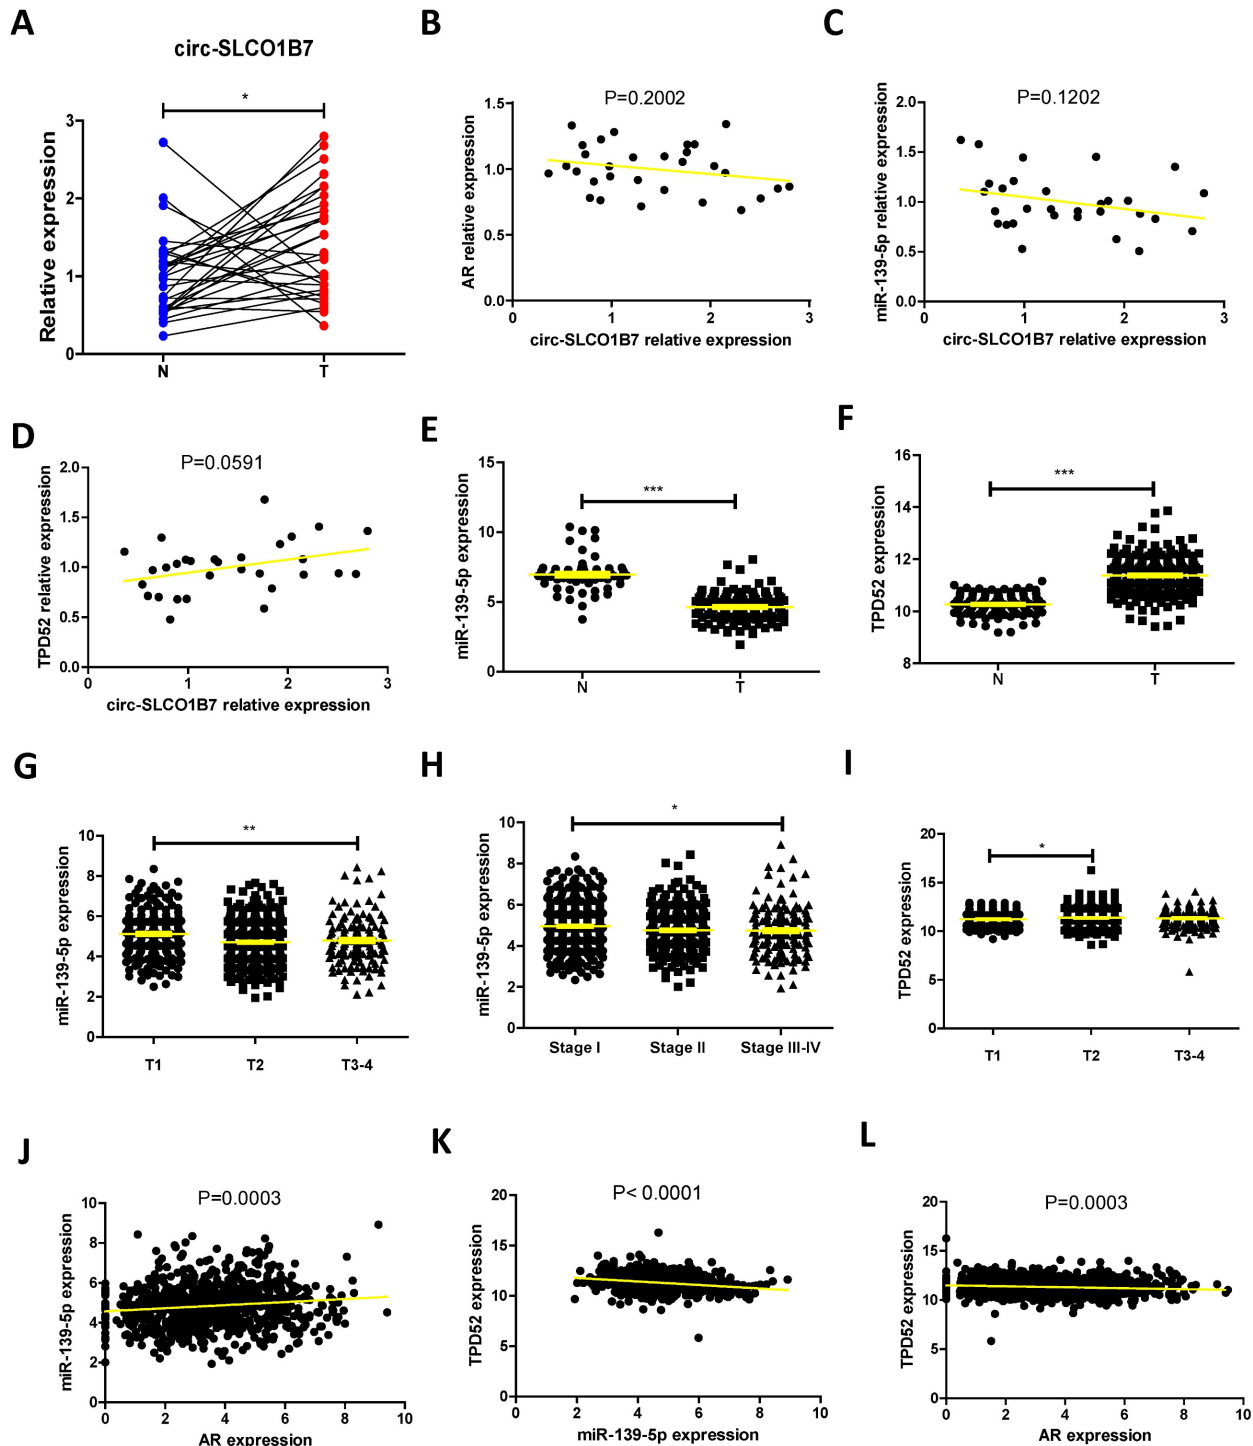 A
circ-SLCO1B7
*
Relative expression
3
2
1
0
N
T
B
P=0.2002
AR relative expression
1.5
1.0
0.5
0.0
0
1
2
3
circ-SLCO1B7 relative expression
C
P=0.1202
miR-139-5p relative expression
2.0
1.5
1.0
0.5
0.0
0
1
2
3
circ-SLCO1B7 relative expression
D
P=0.0591
TPD52 relative expression
2.0
1.5
1.0
0.5
0.0
0
1
2
3
circ-SLCO1B7 relative expression
E
***
miR-139-5p expression
15
10
5
0
N
T
F
***
TPD52 expression
16
14
12
10
8
N
T
G
**
miR-139-5p expression
10
8
6
4
2
0
T1
T2
T3-4
H
*
miR-139-5p expression
10
8
6
4
2
0
Stage I
Stage II
Stage III-IV
I
*
TPD52 expression
20
15
10
5
0
T1
T2
T3-4
J
P=0.0003
miR-139-5p expression
10
8
6
4
2
0
0
2
4
6
8
10
AR expression
K
P< 0.0001
TPD52 expression
20
15
10
5
0
0
2
4
6
8
10
miR-139-5p expression
L
P=0.0003
TPD52 expression
20
15
10
5
0
0
2
4
6
8
10
AR expression